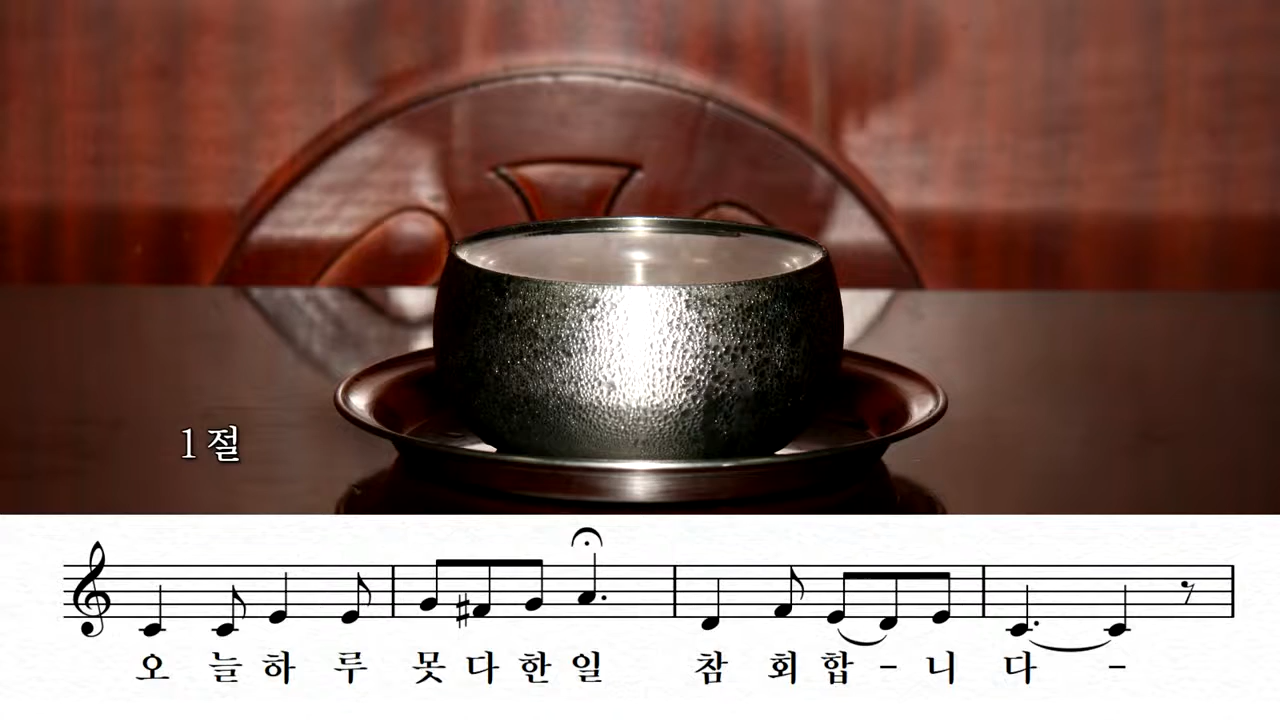 1절
오 늘 하 루 못 다 한 일 참 회 합 - 니 다 -